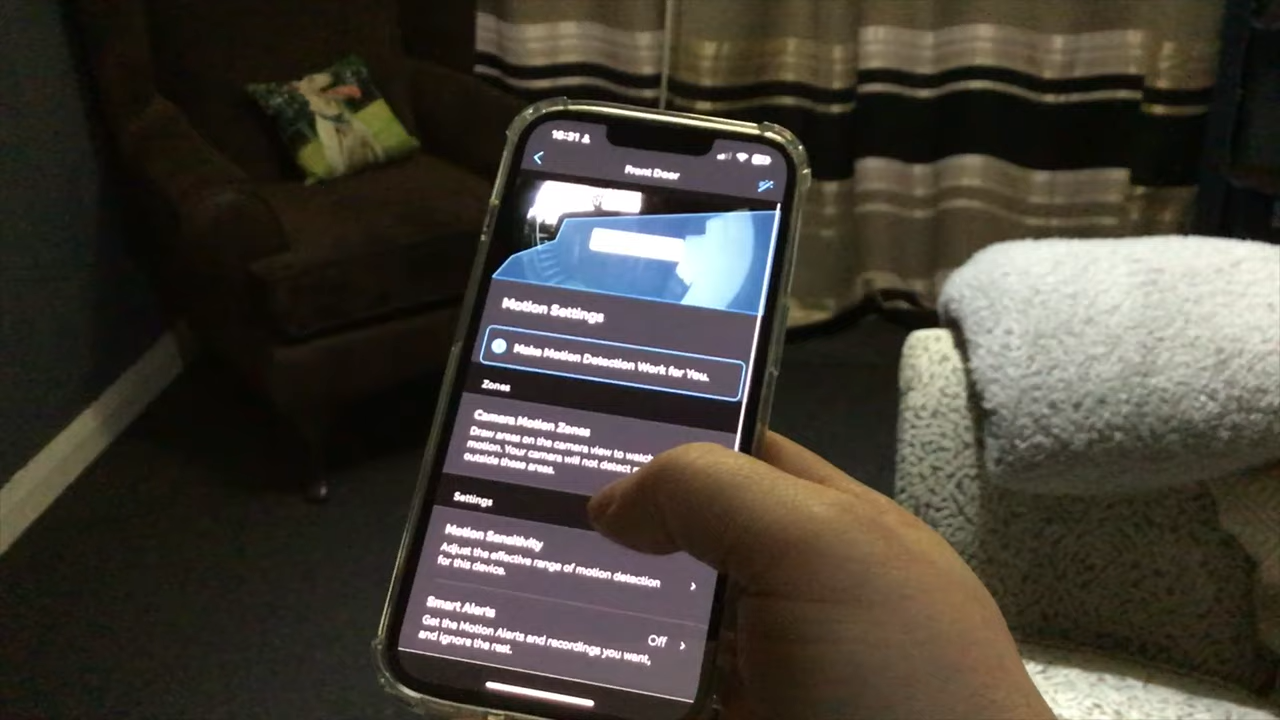 16:31
Front Door
Motion Settings
Make Motion Detection Work for You.
Zones
Camera Motion Zones
Draw areas on the camera view to watch
motion. Your camera will not detect
outside these areas.
Settings
Motion Sensitivity
Adjust the effective range of motion detection
for this device.
Smart Alerts
Off
Get the Motion Alerts and recordings you want,
and ignore the rest.